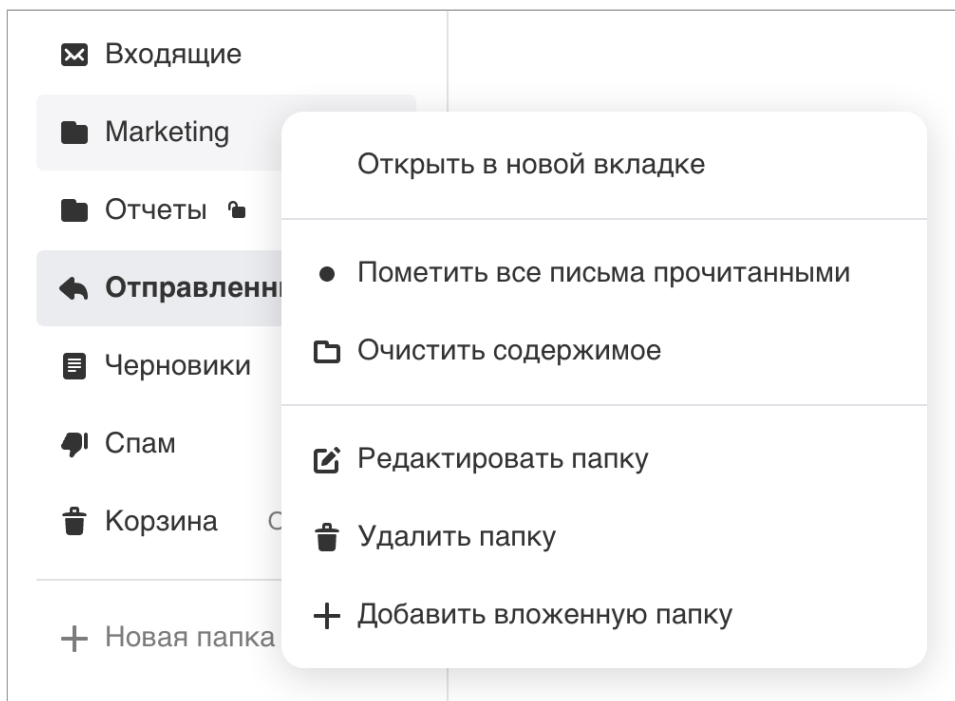 Входящие
Marketing
Открыть в новой вкладке
Отчеты
Пометить все письма прочитанными
Очистить содержимое
Черновики
Редактировать папку
Спам
Корзина
Удалить папку
Добавить вложенную папку
Новая папка